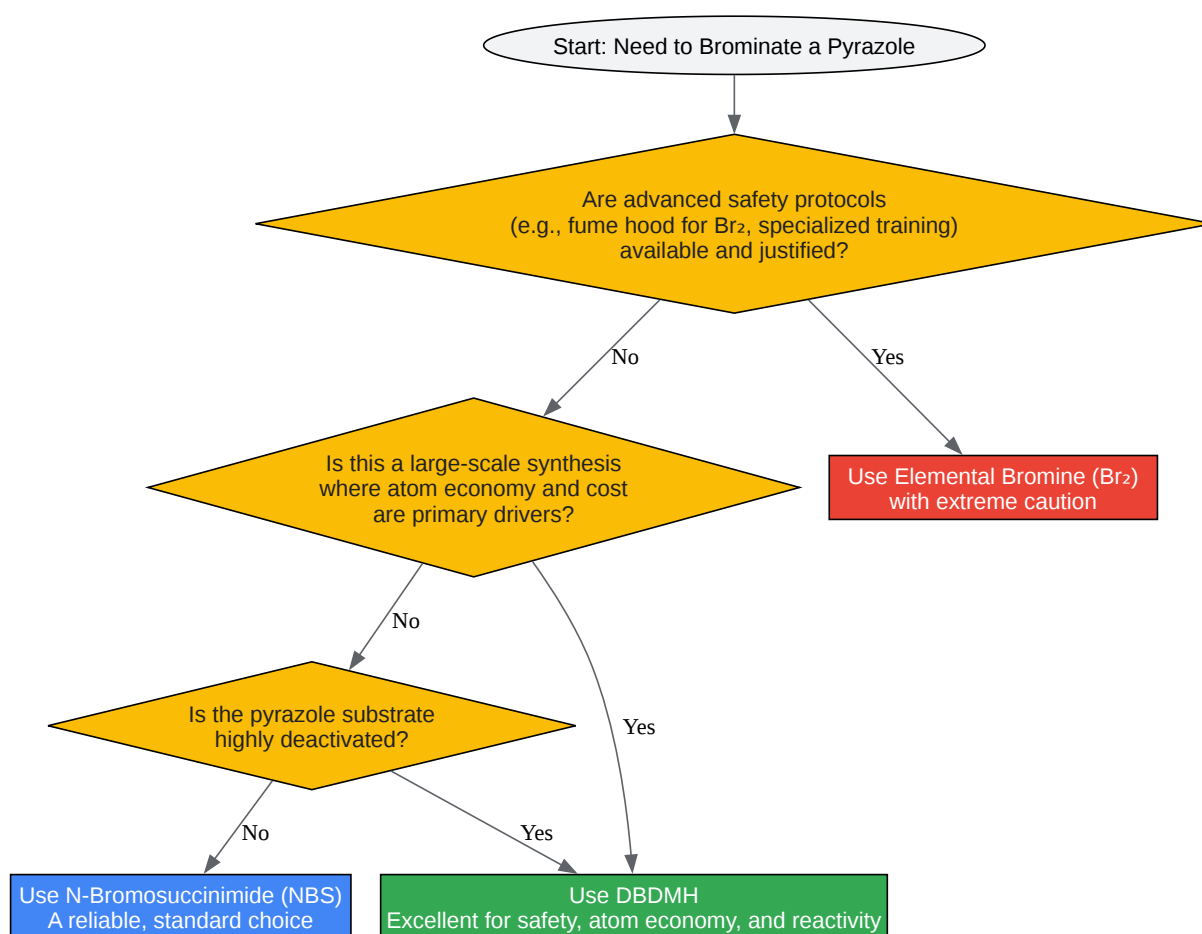 Start: Need to Brominate a Pyrazole
Are advanced safety protocols
(e.g., fume hood for Br₂, specialized training)
available and justified?
No
Yes
Is this a large-scale synthesis
where atom economy and cost
are primary drivers?
Use Elemental Bromine (Br₂)
with extreme caution
No
Yes
Is the pyrazole substrate
highly deactivated?
No
Yes
Use N-Bromosuccinimide (NBS)
A reliable, standard choice
Use DBDMH
Excellent for safety, atom economy, and reactivity